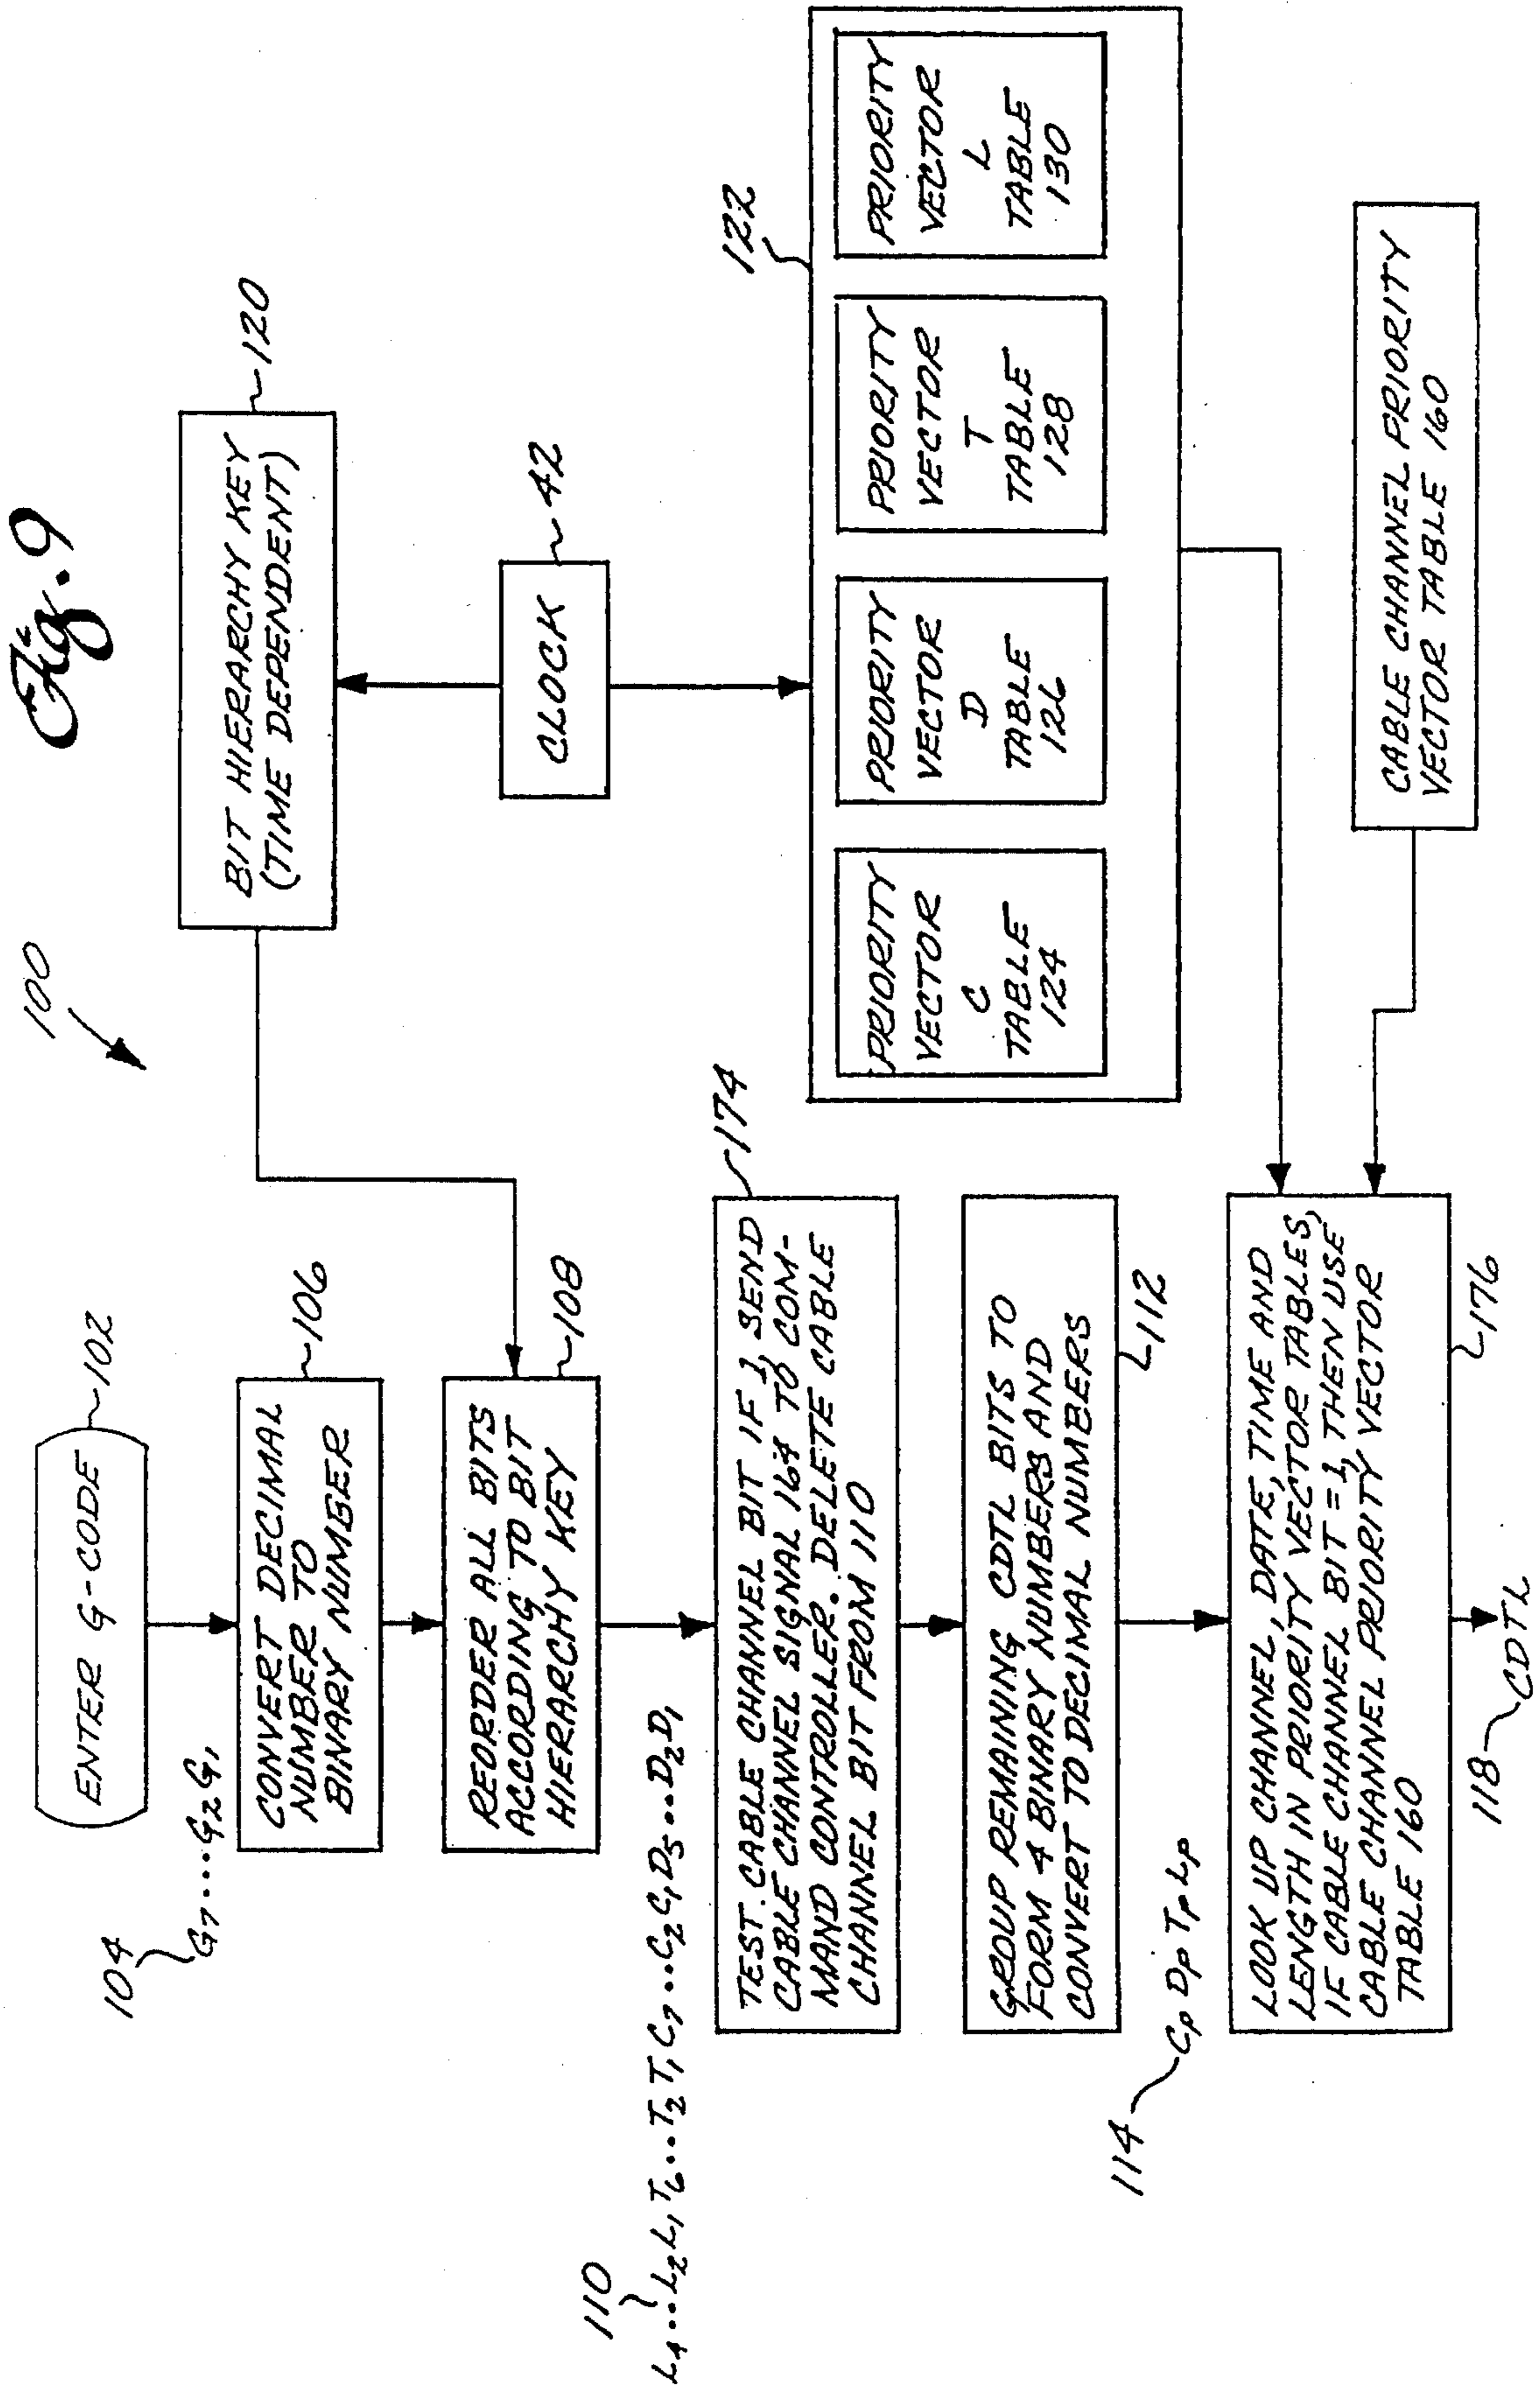 Fig. 9
100
ENTER G-CODE
102
104
G7...G2G1
CONVERT DECIMAL
NUMBER TO
BINARY NUMBER
106
REORDER ALL BITS
ACCORDING TO BIT
HIERARCHY KEY
108
BIT HIERARCHY KEY
(TIME DEPENDENT)
120
CLOCK
42
110
L4...L2L1T6...T2T1C7...C2C1D5...D2D1
TEST CABLE CHANNEL BIT IF 1, SEND
CABLE CHANNEL SIGNAL 164 TO COM-
MAND CONTROLLER. DELETE CABLE
CHANNEL BIT FROM 110
174
GROUP REMAINING CDTL BITS TO
FORM 4 BINARY NUMBERS AND
CONVERT TO DECIMAL NUMBERS
112
122
PRIORITY
VECTOR
C
TABLE
124
PRIORITY
VECTOR
D
TABLE
126
PRIORITY
VECTOR
T
TABLE
128
PRIORITY
VECTOR
L
TABLE
130
114
CP DP TP LP
LOOK UP CHANNEL, DATE, TIME AND
LENGTH IN PRIORITY VECTOR TABLES,
IF CABLE CHANNEL BIT = 1, THEN USE
CABLE CHANNEL PRIORITY VECTOR
TABLE 160
176
CABLE CHANNEL PRIORITY
VECTOR TABLE 160
118
CDTL